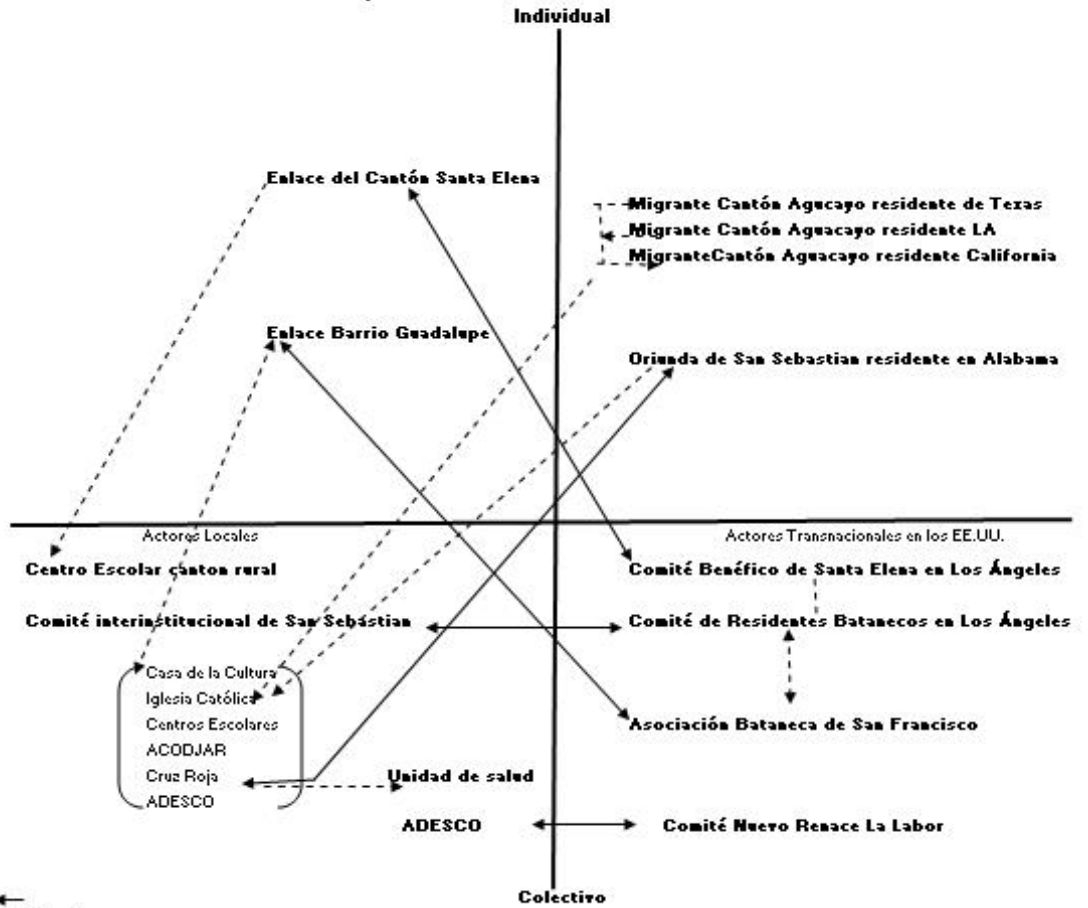 Individual
Enlace del Cantón Santa Elena
Migrante Cantón Agucayo residente de Texas
Migrante Cantón Aguacayo residente LA
MigranteCantón Aguacayo residente California
Enlace Barrio Guadalupe
Oriunda de San Sebastian residente en Alabama
Actores Locales
Actores Transnacionales en los EE.UU.
Centro Escolar canton rural
Comité Benéfico de Santa Elena en Los Ángeles
Comité interinstitucional de San Sebástian
Comité de Residentes Batanecos en Los Ángeles
Casa de la Cultura
Iglesia Católica
Centros Escolares
ACODJAR
Cruz Roja
ADESCO
Asociación Bataneca de San Francisco
Unidad de salud
ADESCO
Comité Nuevo Renace La Labor
Colectivo